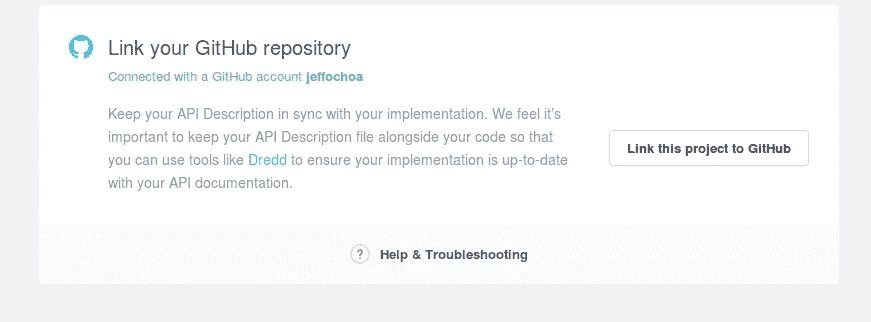 Link your GitHub repository
Connected with a GitHub account jeffochoa
Keep your API Description in sync with your implementation. We feel it's
important to keep your API Description file alongside your code so that
you can use tools like Dredd to ensure your implementation is up-to-date
with your API documentation.
Link this project to GitHub
? Help & Troubleshooting